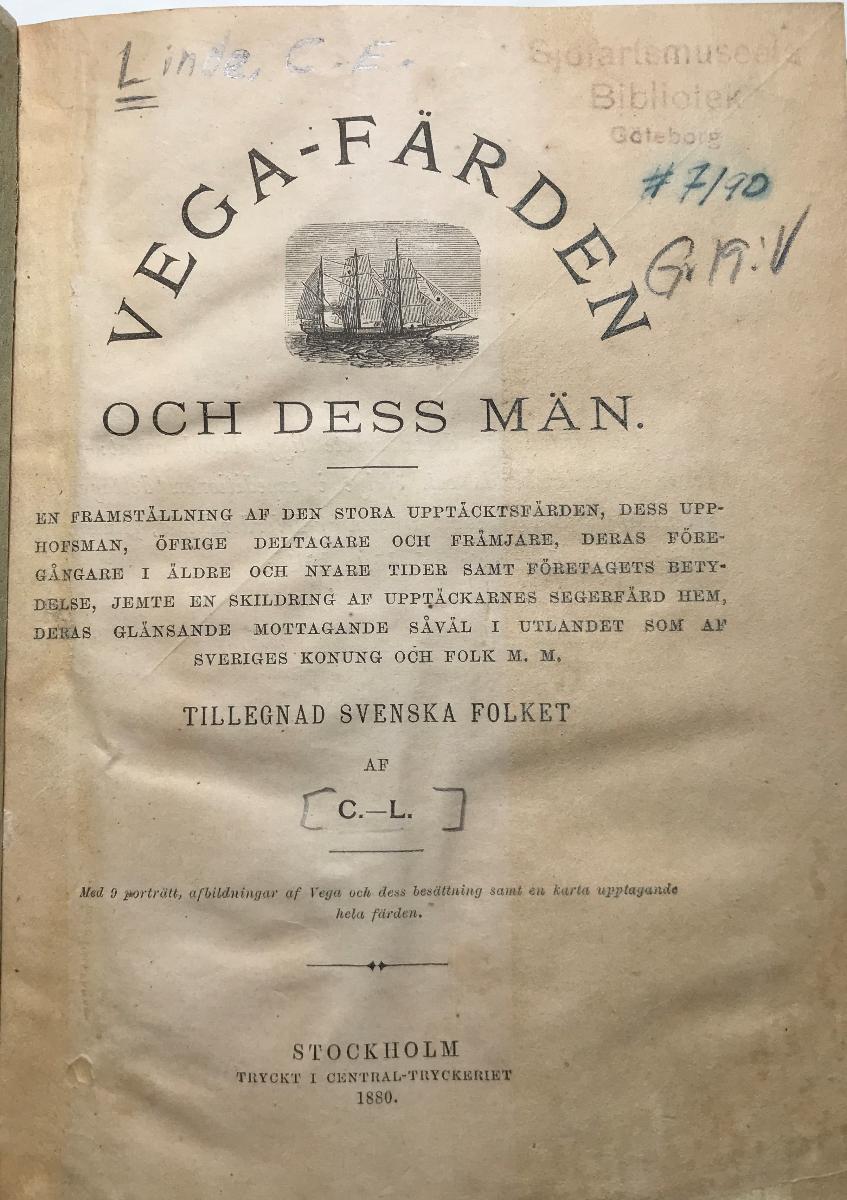 Linde, C. E.
Sjöfartsmuseets
Bibliotek
Göteborg
# 7/90
Gr 19:V
VEGA-FÄRDEN
OCH DESS MÄN.
EN FRAMSTÄLLNING AF DEN STORA UPPTÄCKTSFÄRDEN, DESS UPP-
HOFSMAN, ÖFRIGE DELTAGARE OCH FRÄMJARE, DERAS FÖRE-
GÅNGARE I ÄLDRE OCH NYARE TIDER SAMT FÖRETAGETS BETY-
DELSE, JEMTE EN SKILDRING AF UPPTÄCKARNES SEGERFÄRD HEM,
DERAS GLÄNSANDE MOTTAGANDE SÅVÄL I UTLANDET SOM AF
SVERIGES KONUNG OCH FOLK M. M.
TILLEGNAD SVENSKA FOLKET
AF
[C.—L.]
Med 9 porträtt, afbildningar af Vega och dess besättning samt en karta upptagande
hela färden.
STOCKHOLM
TRYCKT I CENTRAL-TRYCKERIET
1880.